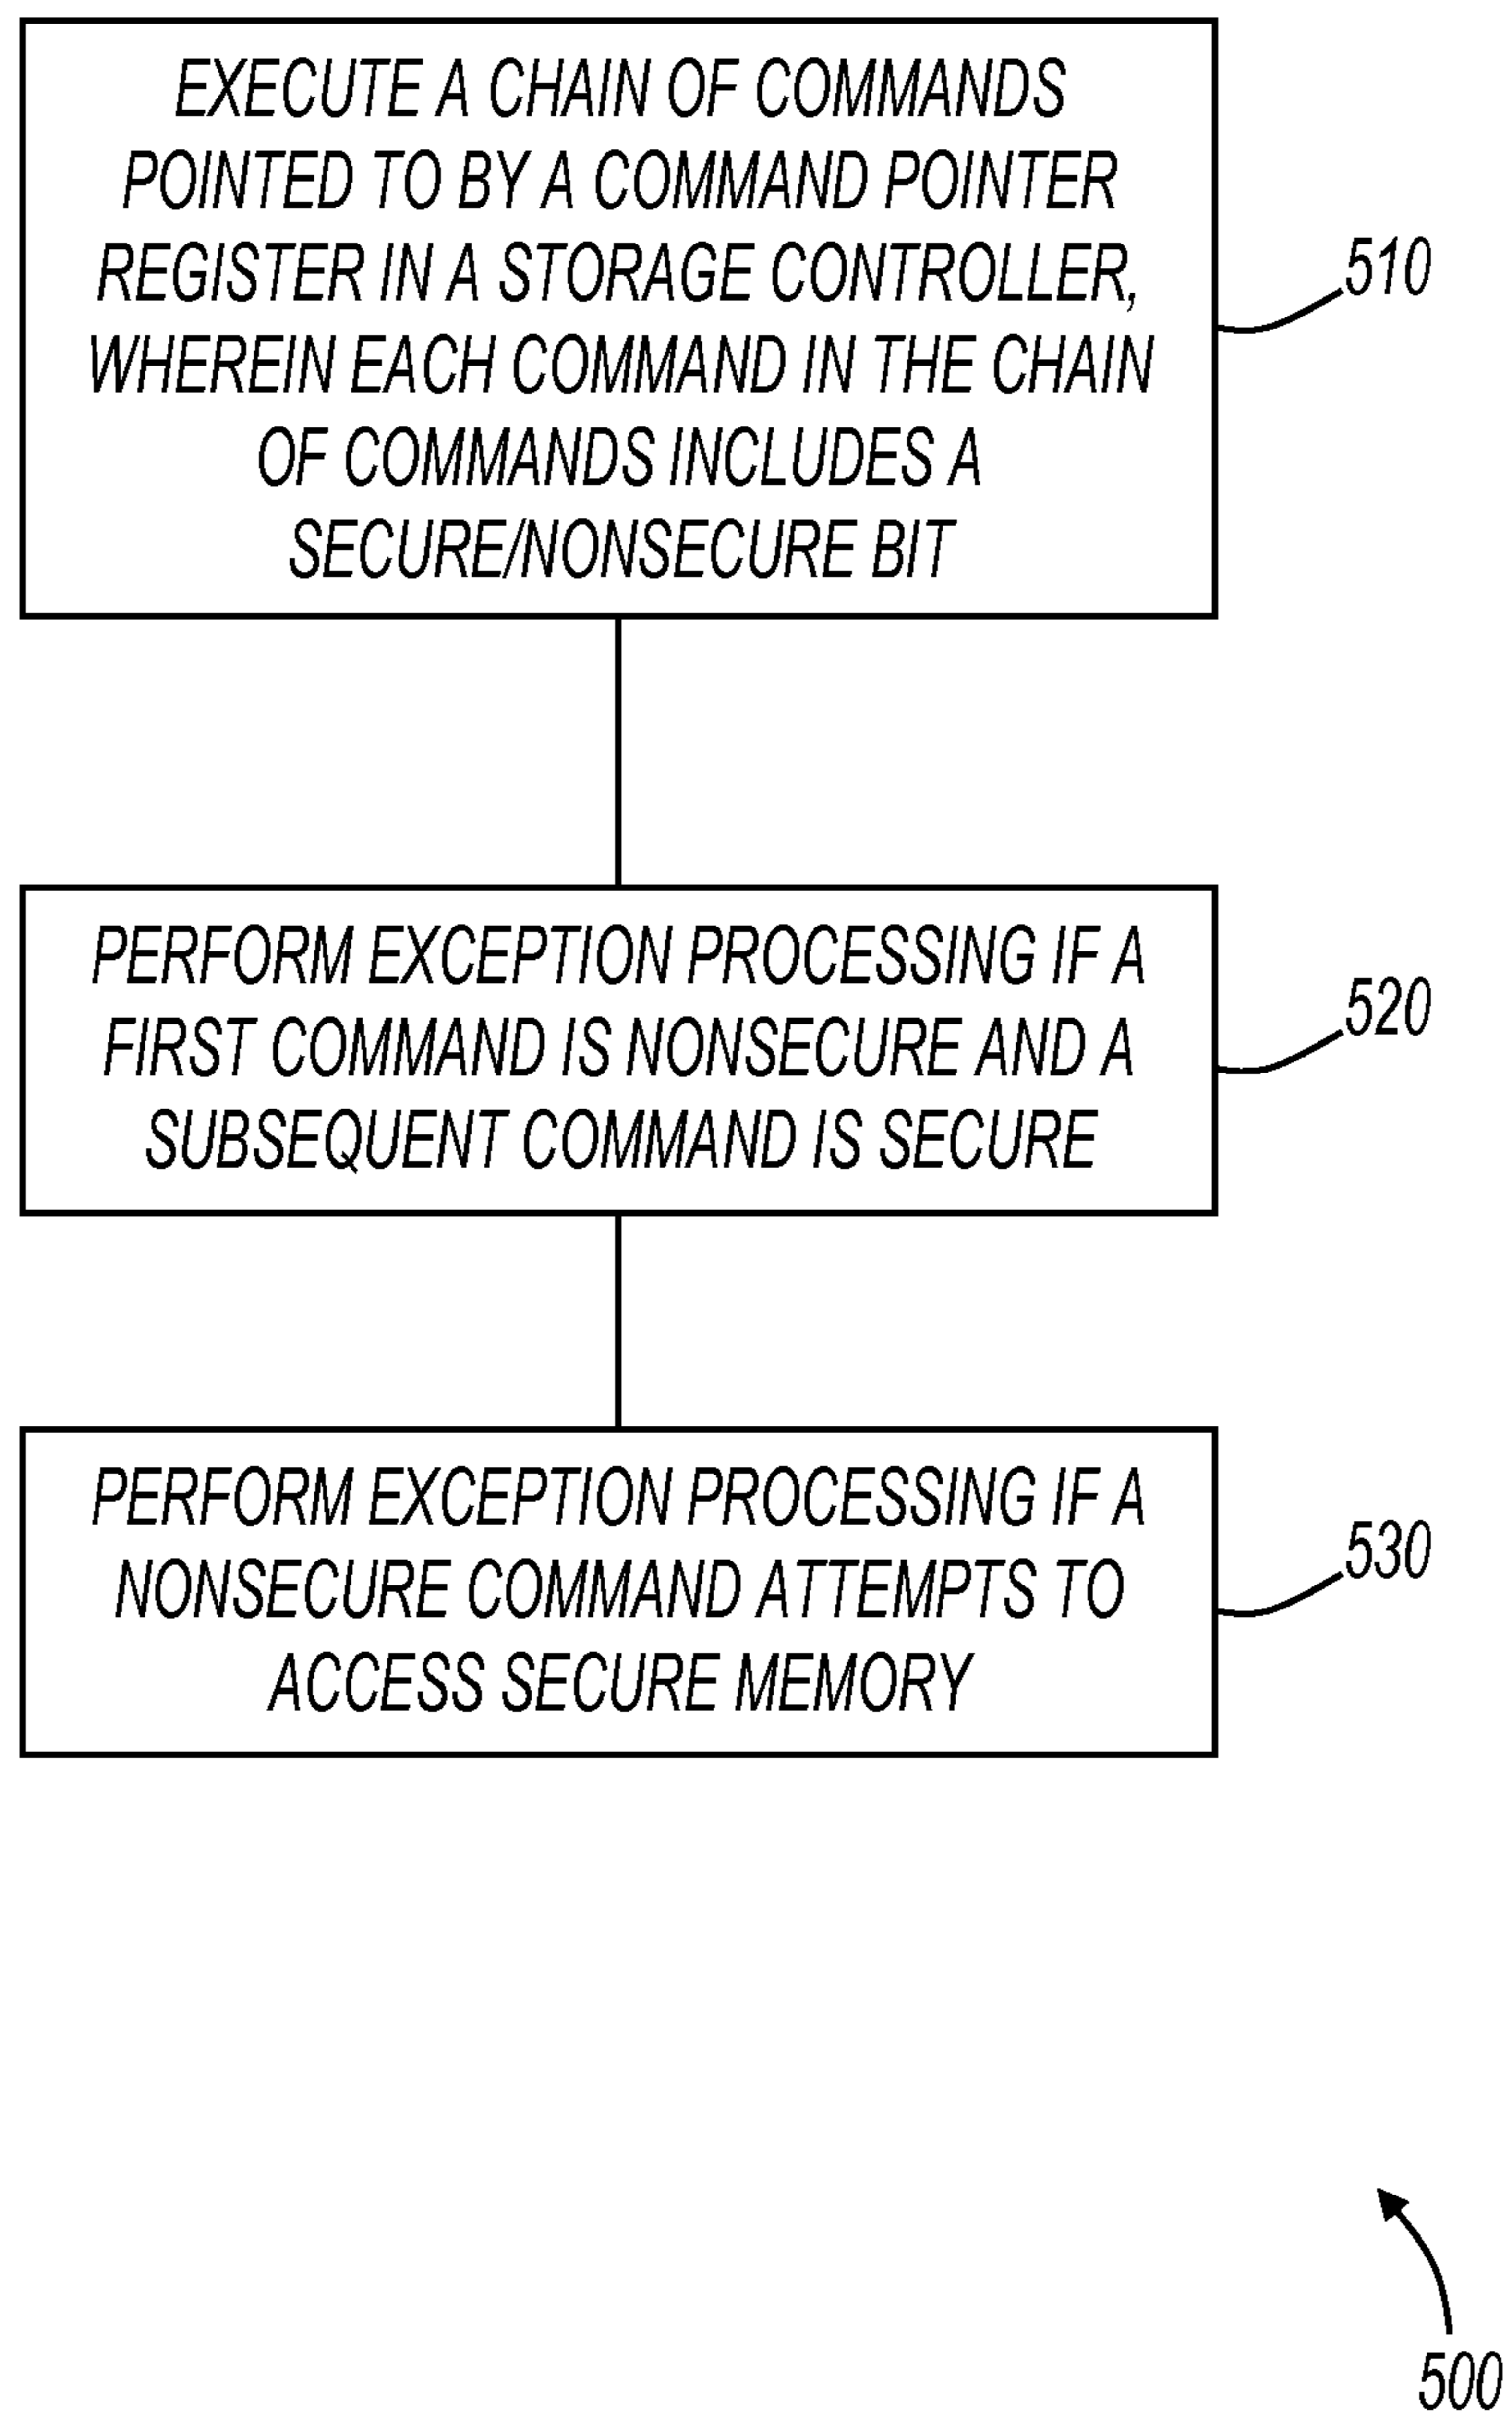 EXECUTE A CHAIN OF COMMANDS
POINTED TO BY A COMMAND POINTER
REGISTER IN A STORAGE CONTROLLER,
WHEREIN EACH COMMAND IN THE CHAIN
OF COMMANDS INCLUDES A
SECURE/NONSECURE BIT
510
PERFORM EXCEPTION PROCESSING IF A
FIRST COMMAND IS NONSECURE AND A
SUBSEQUENT COMMAND IS SECURE
520
PERFORM EXCEPTION PROCESSING IF A
NONSECURE COMMAND ATTEMPTS TO
ACCESS SECURE MEMORY
530
500